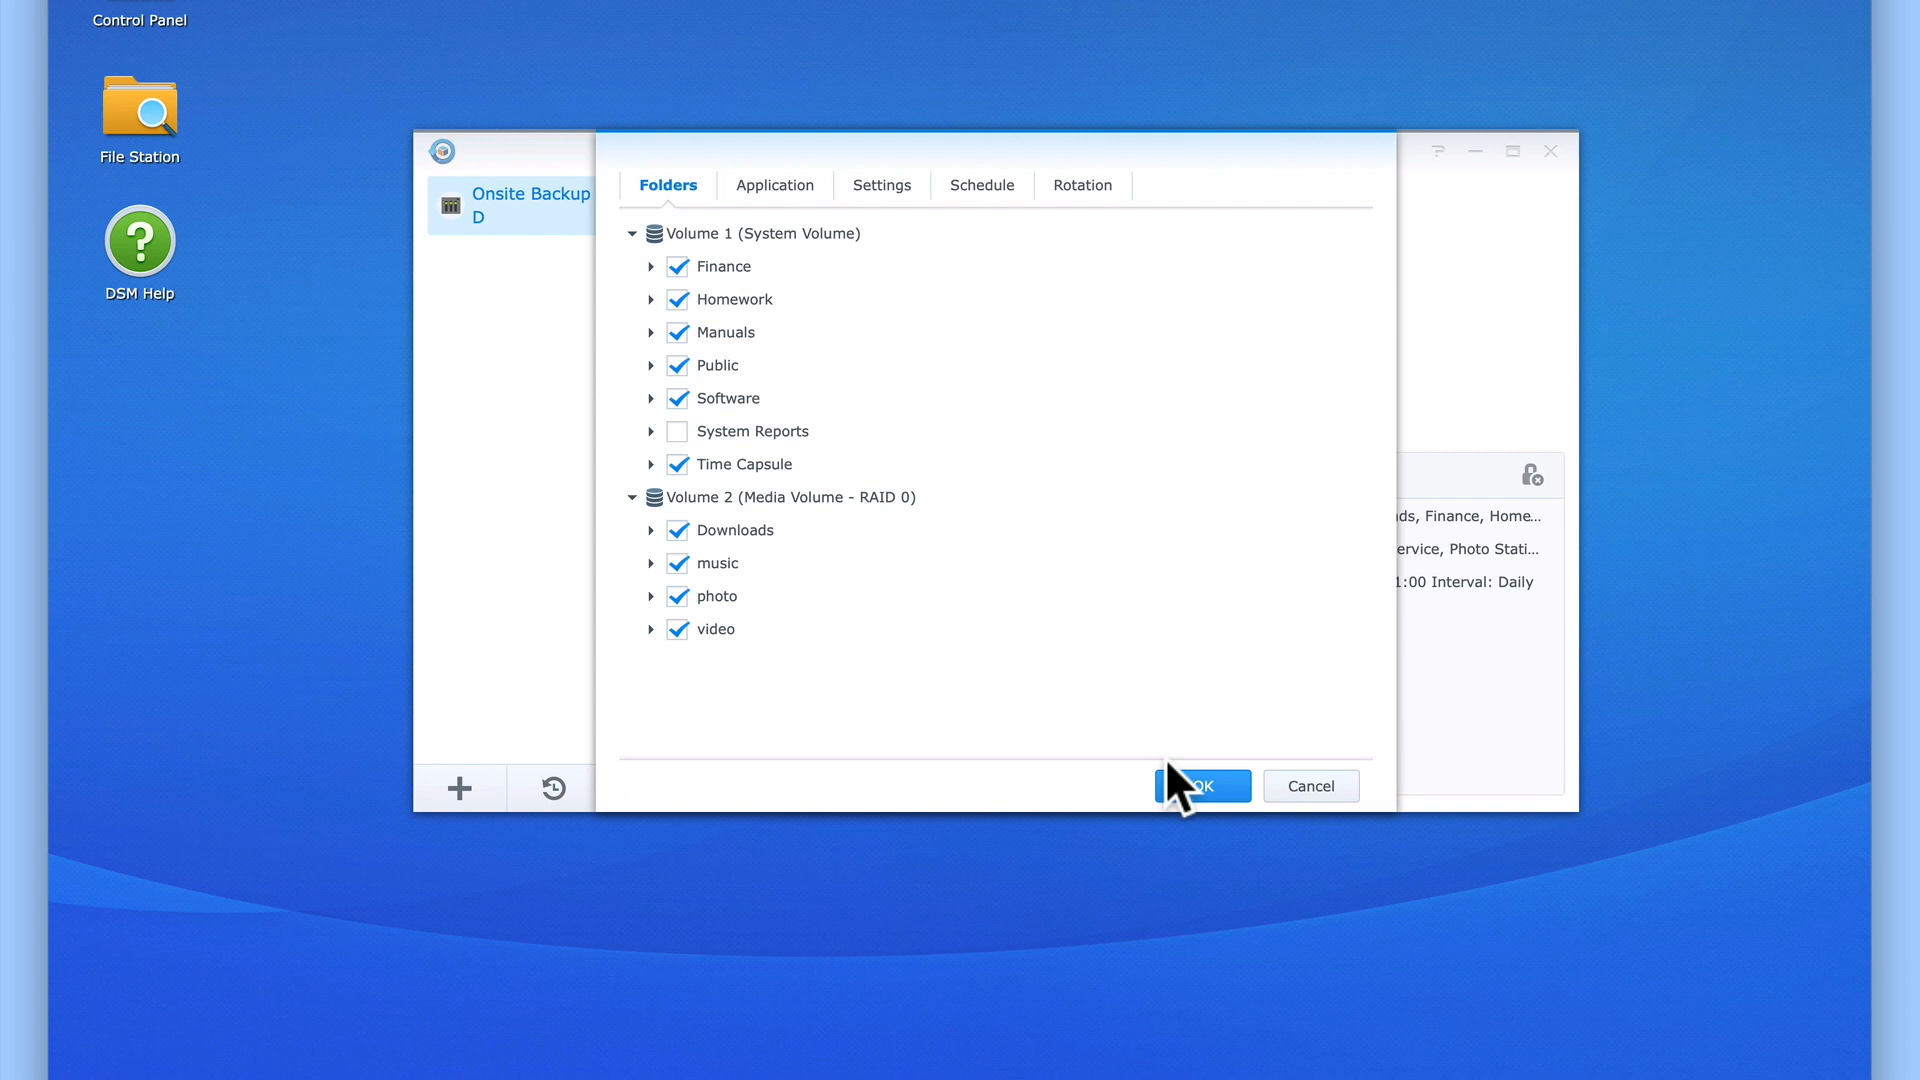 Control Panel
File Station
DSM Help
Onsite Backup
D
Folders
Application
Settings
Schedule
Rotation
Volume 1 (System Volume)
Finance
Homework
Manuals
Public
Software
System Reports
Time Capsule
Volume 2 (Media Volume - RAID 0)
Downloads
music
photo
video
ds, Finance, Home...
ervice, Photo Stati...
1:00 Interval: Daily
OK
Cancel